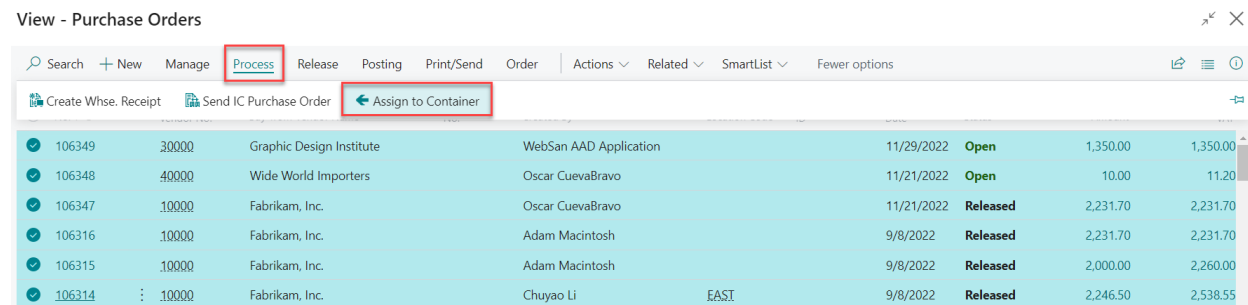 View - Purchase Orders
Search New Manage Process Release Posting Print/Send Order Actions Related SmartList Fewer options
Create Whse. Receipt Send IC Purchase Order Assign to Container
106349 30000 Graphic Design Institute WebSan AAD Application 11/29/2022 Open 1,350.00 1,350.00
106348 40000 Wide World Importers Oscar CuevaBravo 11/21/2022 Open 10.00 11.20
106347 10000 Fabrikam, Inc. Oscar CuevaBravo 11/21/2022 Released 2,231.70 2,231.70
106316 10000 Fabrikam, Inc. Adam Macintosh 9/8/2022 Released 2,231.70 2,231.70
106315 10000 Fabrikam, Inc. Adam Macintosh 9/8/2022 Released 2,000.00 2,260.00
106314 10000 Fabrikam, Inc. Chuyao Li EAST 9/8/2022 Released 2,246.50 2,538.55